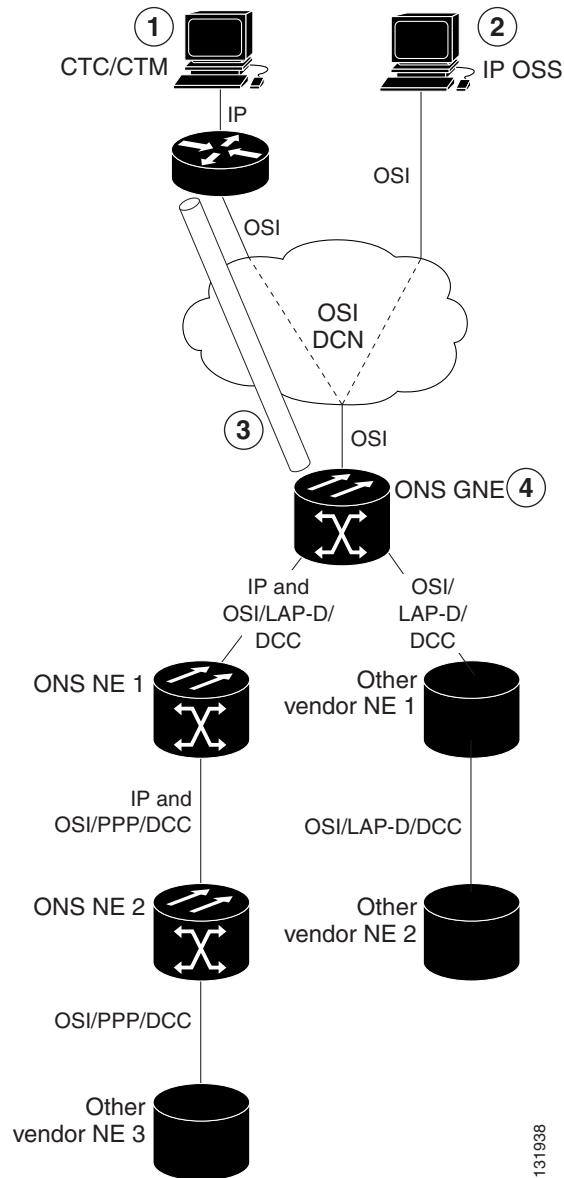 1
2
CTC/CTM
IP OSS
IP
OSI
OSI
OSI
DCN
3
OSI
ONS GNE
4
IP and
OSI/LAP-D/
DCC
OSI/
LAP-D/
DCC
ONS NE 1
Other
vendor NE 1
IP and
OSI/PPP/DCC
OSI/LAP-D/DCC
ONS NE 2
Other
vendor NE 2
OSI/PPP/DCC
Other
vendor NE 3
131938